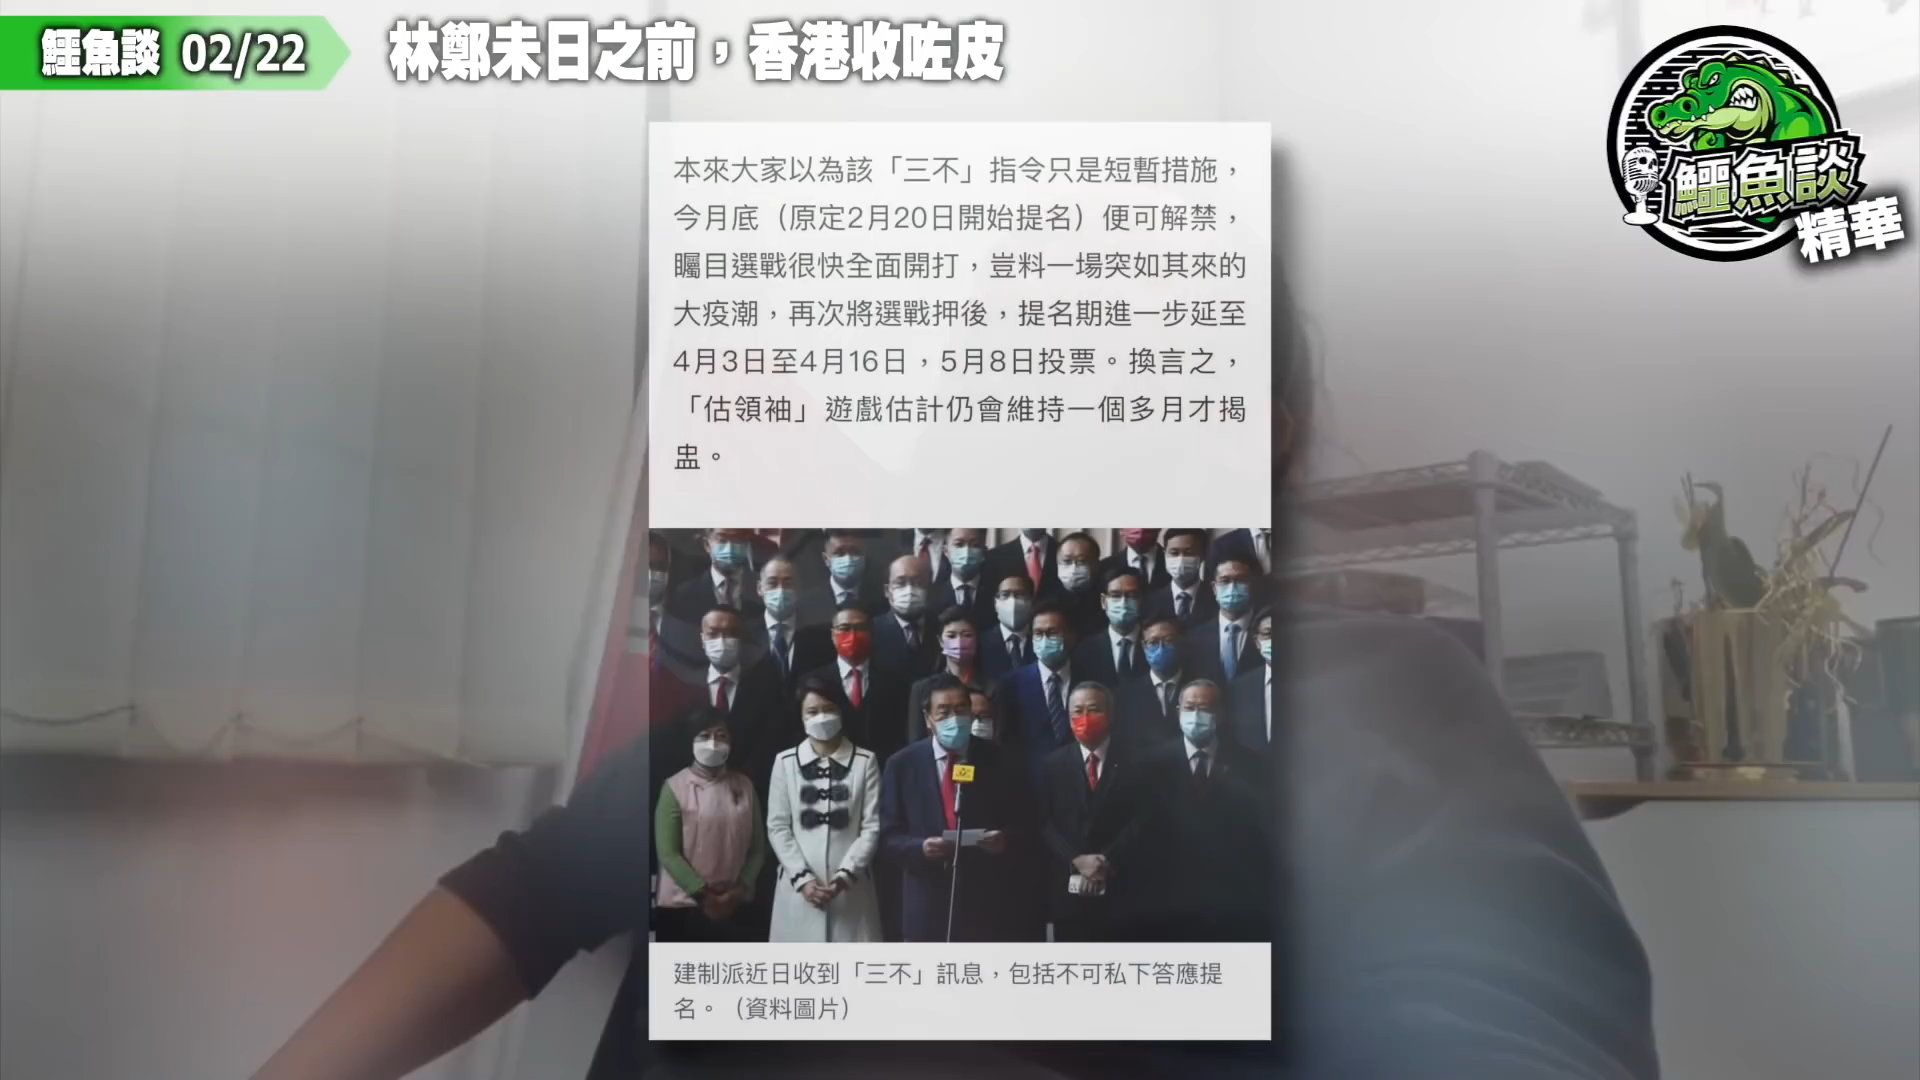 鱷魚談 02/22
林鄭未日之前，香港收咗皮
鱷魚談
精華
本來大家以為該「三不」指令只是短暫措施，
今月底（原定2月20日開始提名）便可解禁，
矚目選戰很快全面開打，豈料一場突如其來的
大疫潮，再次將選戰押後，提名期進一步延至
4月3日至4月16日，5月8日投票。換言之，
「估領袖」遊戲估計仍會維持一個多月才揭
盅。
建制派近日收到「三不」訊息，包括不可私下答應提
名。（資料圖片）